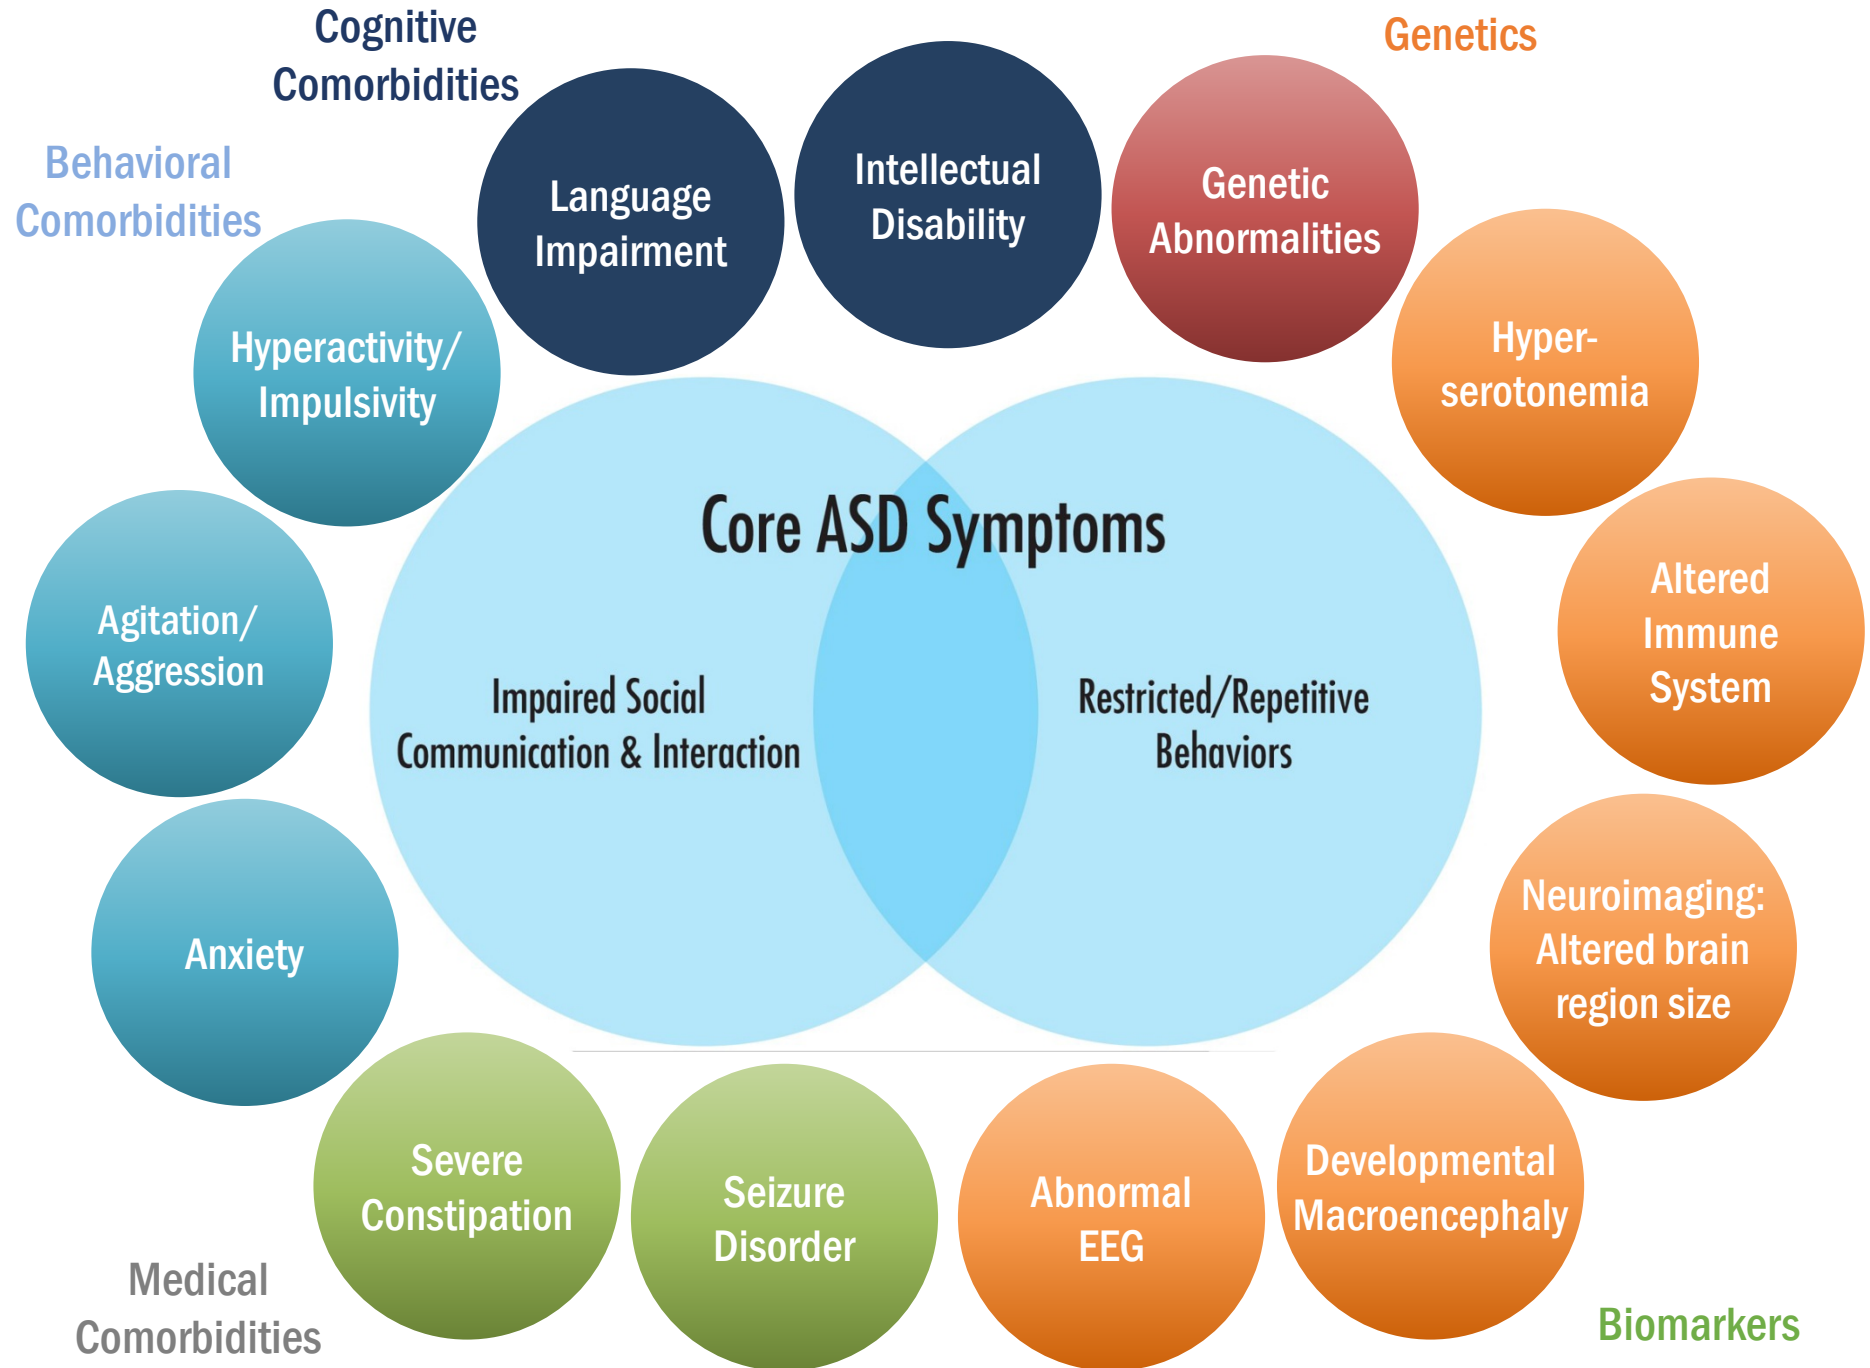 Cognitive
Comorbidities
Genetics
Behavioral
Comorbidities
Language
Impairment
Intellectual
Disability
Genetic
Abnormalities
Hyperactivity/
Impulsivity
Hyper-
serotonemia
Core ASD Symptoms
Agitation/
Aggression
Impaired Social
Communication & Interaction
Restricted/Repetitive
Behaviors
Altered
Immune
System
Anxiety
Neuroimaging:
Altered brain
region size
Severe
Constipation
Seizure
Disorder
Abnormal
EEG
Developmental
Macroencephaly
Medical
Comorbidities
Biomarkers